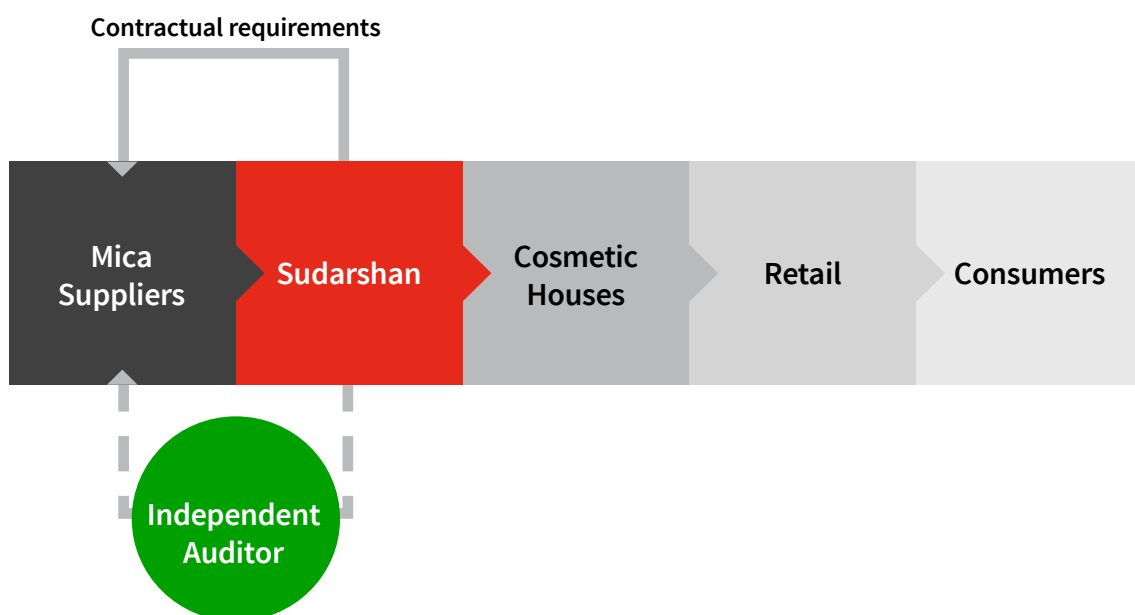 Contractual requirements
Mica
Suppliers
Sudarshan
Cosmetic
Houses
Retail
Consumers
Independent
Auditor